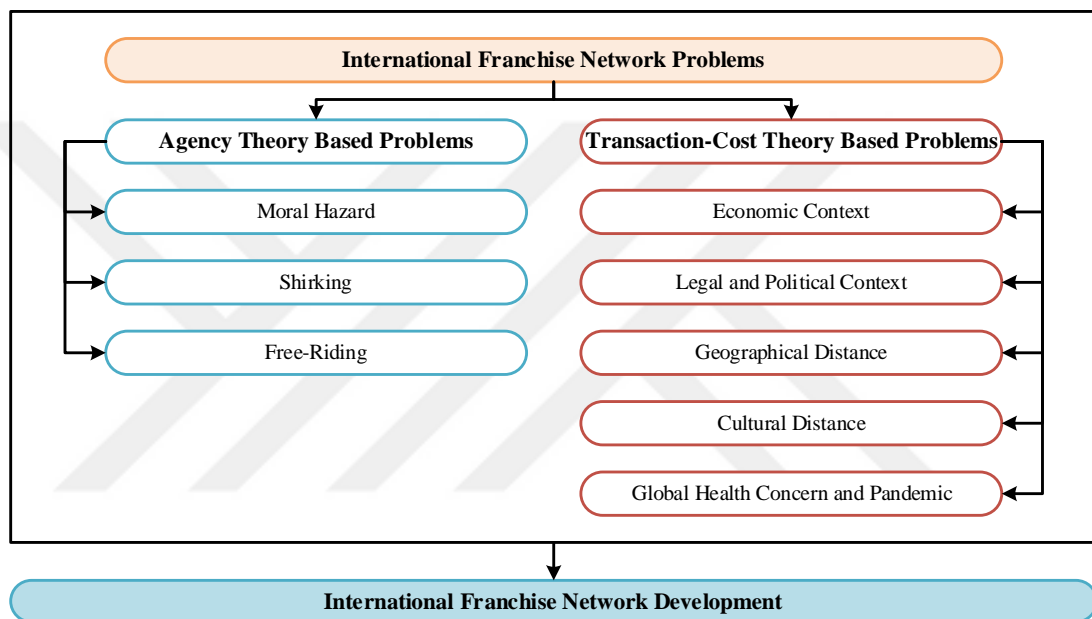 International Franchise Network Problems
Agency Theory Based Problems
Moral Hazard
Shirking
Free-Riding
Transaction-Cost Theory Based Problems
Economic Context
Legal and Political Context
Geographical Distance
Cultural Distance
Global Health Concern and Pandemic
International Franchise Network Development